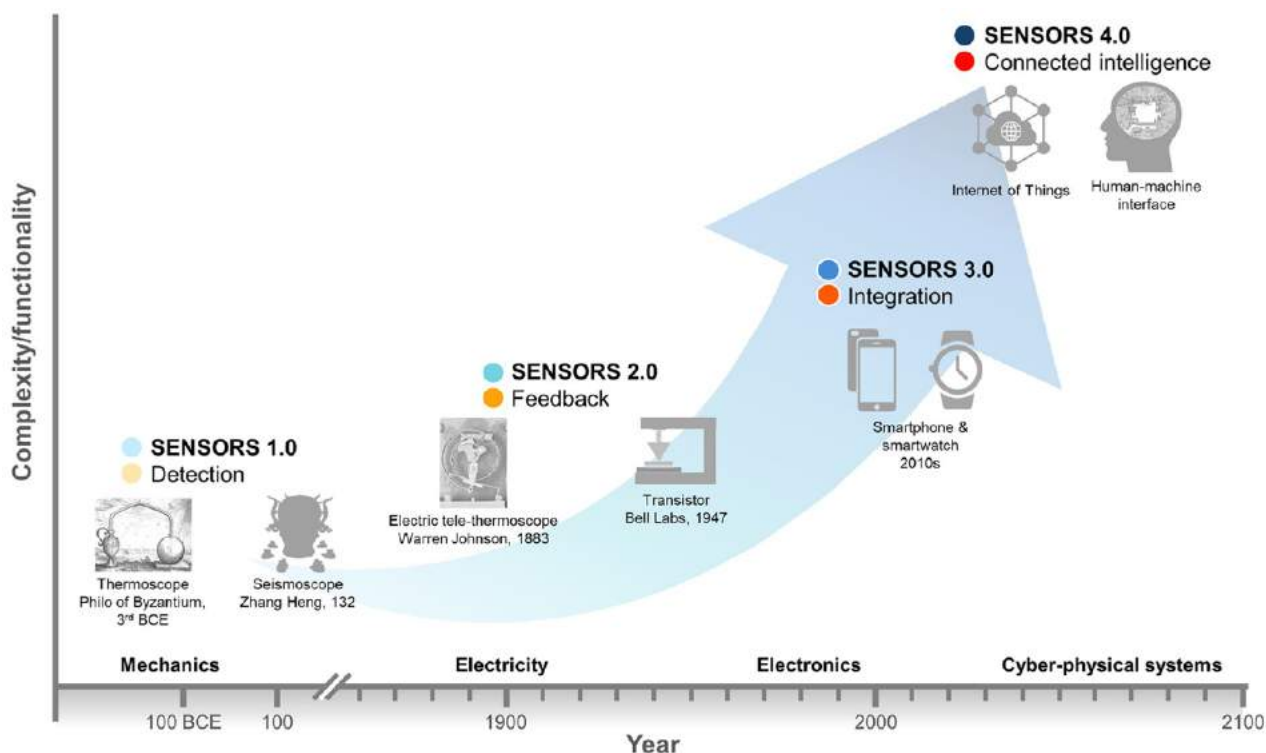 SENSORS 4.0
Connected intelligence
Internet of Things
Human-machine
interface
SENSORS 3.0
Integration
Smartphone &
smartwatch
2010s
SENSORS 2.0
Feedback
Electric tele-thermoscope
Warren Johnson, 1883
Transistor
Bell Labs, 1947
SENSORS 1.0
Detection
Thermoscope
Philo of Byzantium,
3rd BCE
Seismoscope
Zhang Heng, 132
Complexity/functionality
Mechanics
Electricity
Electronics
Cyber-physical systems
100 BCE
100
1900
2000
2100
Year